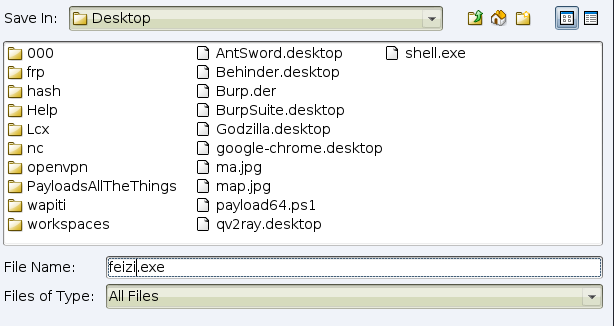 Save In: Desktop
000 AntSword.desktop shell.exe
frp Behinder.desktop
hash Burp.der
Help BurpSuite.desktop
Lcx Godzilla.desktop
nc google-chrome.desktop
openvpn ma.jpg
PayloadsAllTheThings map.jpg
wapiti payload64.ps1
workspaces qv2ray.desktop
File Name: feizi.exe
Files of Type: All Files